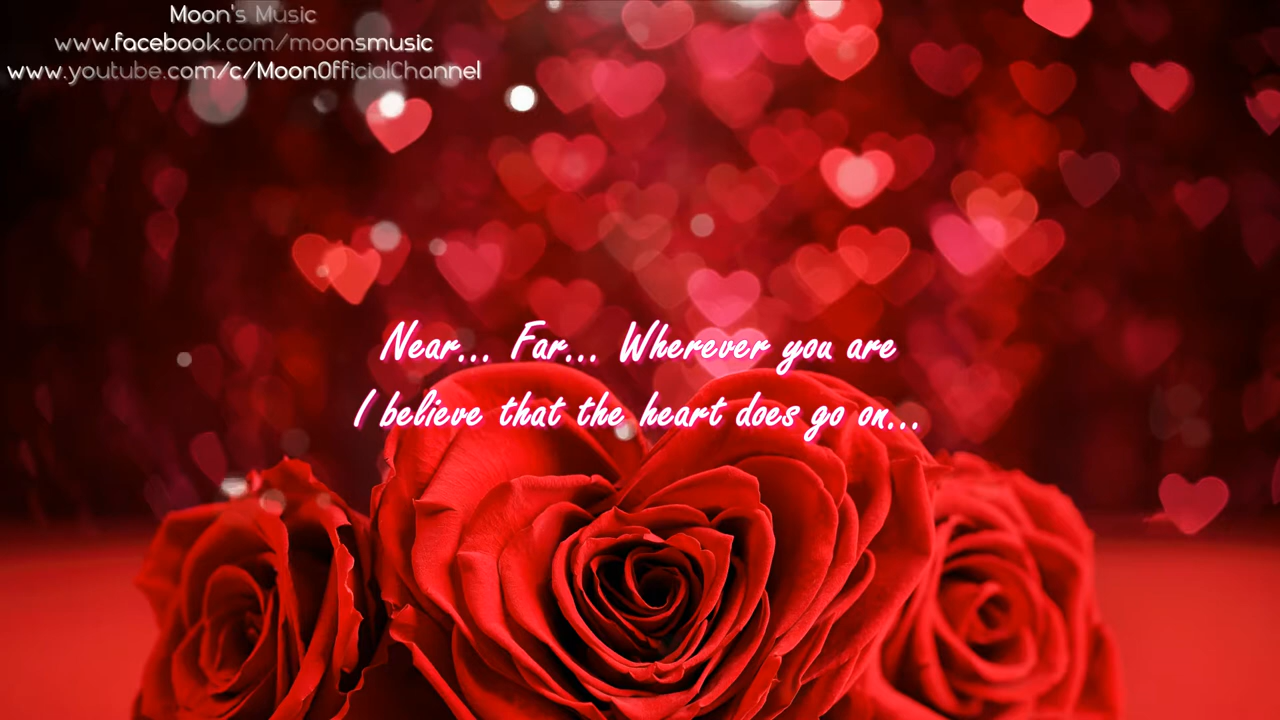 Moon's Music
www.facebook.com/moonsmusic
www.youtube.com/c/MoonOfficialChannel
Near... Far... Wherever you are
I believe that the heart does go on...